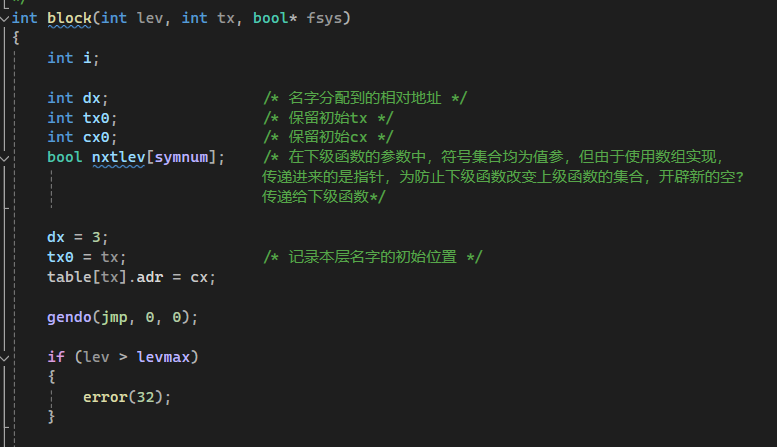 */
int block(int lev, int tx, bool* fsys)
{
    int i;

    int dx;                 /* 名字分配到的相对地址 */
    int tx0;                /* 保留初始tx */
    int cx0;                /* 保留初始cx */
    bool nxtlev[symnum];    /* 在下级函数的参数中，符号集合均为值参，但由于使用数组实现，
                            传递进来的是指针，为防止下级函数改变上级函数的集合，开辟新的空?
                            传递给下级函数*/

    dx = 3;
    tx0 = tx;               /* 记录本层名字的初始位置 */
    table[tx].adr = cx;

    gendo(jmp, 0, 0);

    if (lev > levmax)
    {
        error(32);
    }